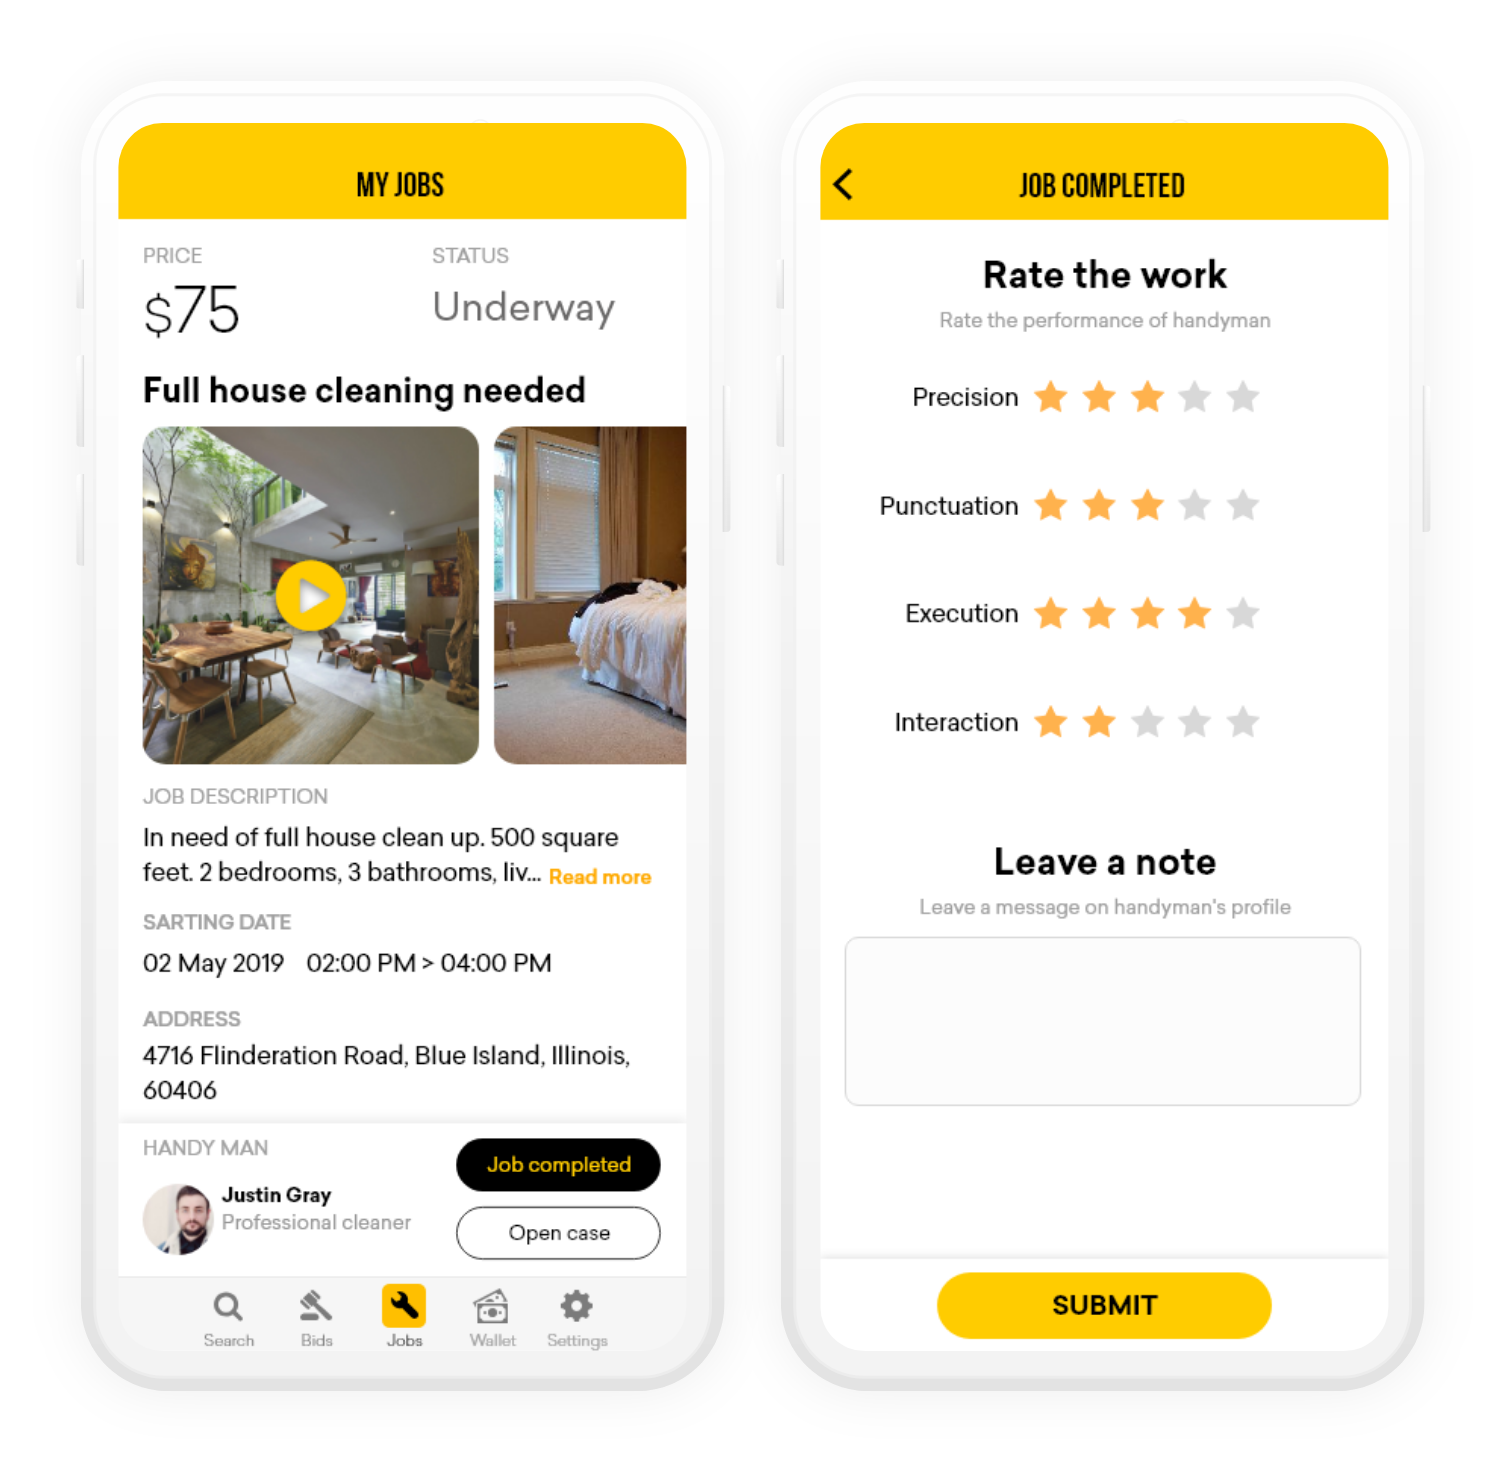 MY JOBS
PRICE
$75
STATUS
Underway
Full house cleaning needed
JOB DESCRIPTION
In need of full house clean up. 500 square
feet. 2 bedrooms, 3 bathrooms, liv... Read more
SARTING DATE
02 May 2019 02:00 PM > 04:00 PM
ADDRESS
4716 Flinderation Road, Blue Island, Illinois,
60406
HANDY MAN
Justin Gray
Professional cleaner
Job completed
Open case
Search
Bids
Jobs
Wallet
Settings
JOB COMPLETED
Rate the work
Rate the performance of handyman
Precision
Punctuation
Execution
Interaction
Leave a note
Leave a message on handyman's profile
SUBMIT